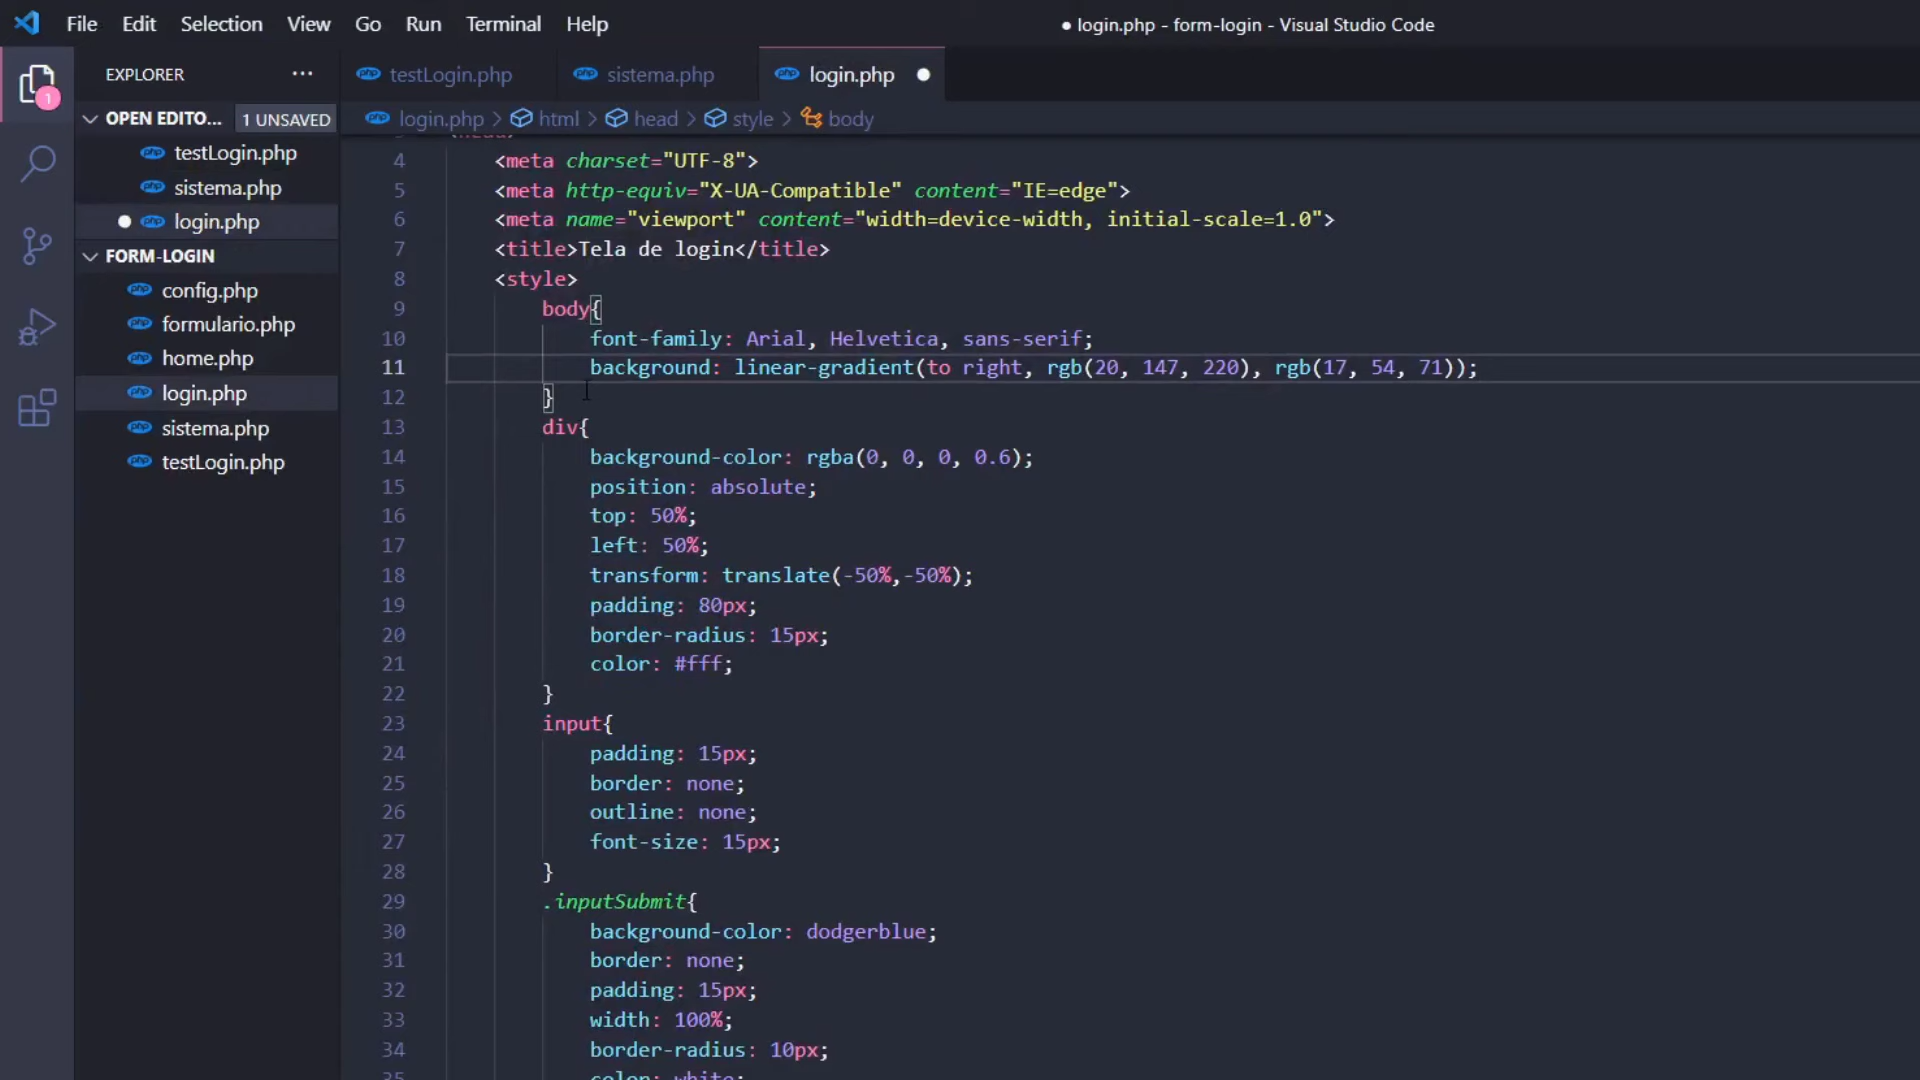 File Edit Selection View Go Run Terminal Help ● login.php - form-login - Visual Studio Code
EXPLORER ···
testLogin.php sistema.php login.php ●
1
OPEN EDITO... 1 UNSAVED
testLogin.php
sistema.php
● login.php
FORM-LOGIN
config.php
formulario.php
home.php
login.php
sistema.php
testLogin.php
login.php > html > head > style > body
4 <meta charset="UTF-8">
5 <meta http-equiv="X-UA-Compatible" content="IE=edge">
6 <meta name="viewport" content="width=device-width, initial-scale=1.0">
7 <title>Tela de login</title>
8 <style>
9 body{
10 font-family: Arial, Helvetica, sans-serif;
11 background: linear-gradient(to right, rgb(20, 147, 220), rgb(17, 54, 71));
12 }
13 div{
14 background-color: rgba(0, 0, 0, 0.6);
15 position: absolute;
16 top: 50%;
17 left: 50%;
18 transform: translate(-50%,-50%);
19 padding: 80px;
20 border-radius: 15px;
21 color: #fff;
22 }
23 input{
24 padding: 15px;
25 border: none;
26 outline: none;
27 font-size: 15px;
28 }
29 .inputSubmit{
30 background-color: dodgerblue;
31 border: none;
32 padding: 15px;
33 width: 100%;
34 border-radius: 10px;
35 color: white;